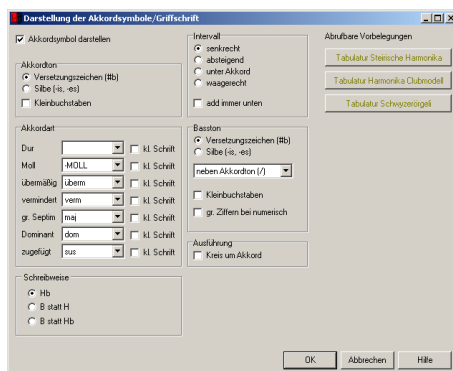 Darstellung der Akkordsymbole/Griffschrift
Akkordsymbol darstellen
Akkordton
Versetzungszeichen (#b)
Silbe (-is, -es)
Kleinbuchstaben
Akkordart
Dur
kl. Schrift
Moll
-MOLL
kl. Schrift
übermäßig
überm
kl. Schrift
vermindert
verm
kl. Schrift
gr. Septim
maj
kl. Schrift
Dominant
dom
kl. Schrift
zugefügt
sus
kl. Schrift
Schreibweise
Hb
B statt H
B statt Hb
Intervall
senkrecht
absteigend
unter Akkord
waagerecht
add immer unten
Basston
Versetzungszeichen (#b)
Silbe (-is, -es)
neben Akkordton (/)
Kleinbuchstaben
gr. Ziffern bei numerisch
Ausführung
Kreis um Akkord
Abrufbare Vorbelegungen
Tabulatur Steirische Harmonika
Tabulatur Harmonika Clubmodell
Tabulatur Schwyzerörgeli
OK
Abbrechen
Hilfe